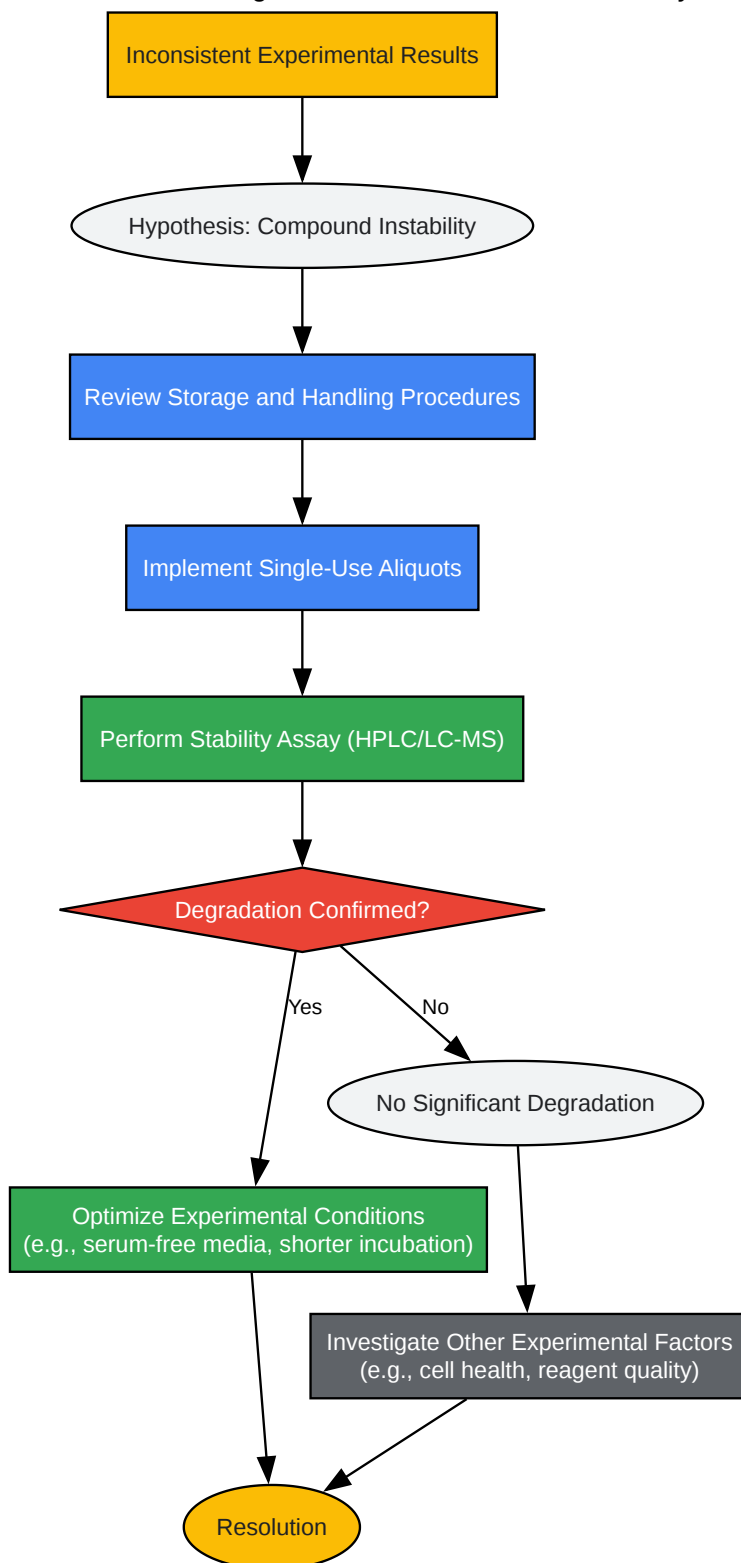 Inconsistent Experimental Results
Hypothesis: Compound Instability
Review Storage and Handling Procedures
Implement Single-Use Aliquots
Perform Stability Assay (HPLC/LC-MS)
Degradation Confirmed?
Yes
No
No Significant Degradation
Optimize Experimental Conditions
(e.g., serum-free media, shorter incubation)
Investigate Other Experimental Factors
(e.g., cell health, reagent quality)
Resolution